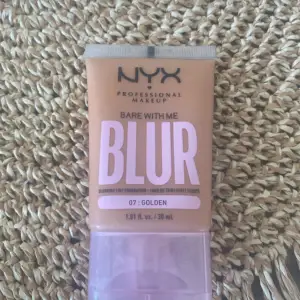 NYX
PROFESSIONAL
MAKEUP
BARE WITH ME
BLUR
07 : GOLDEN
1.01 fl. oz. / 30 ml